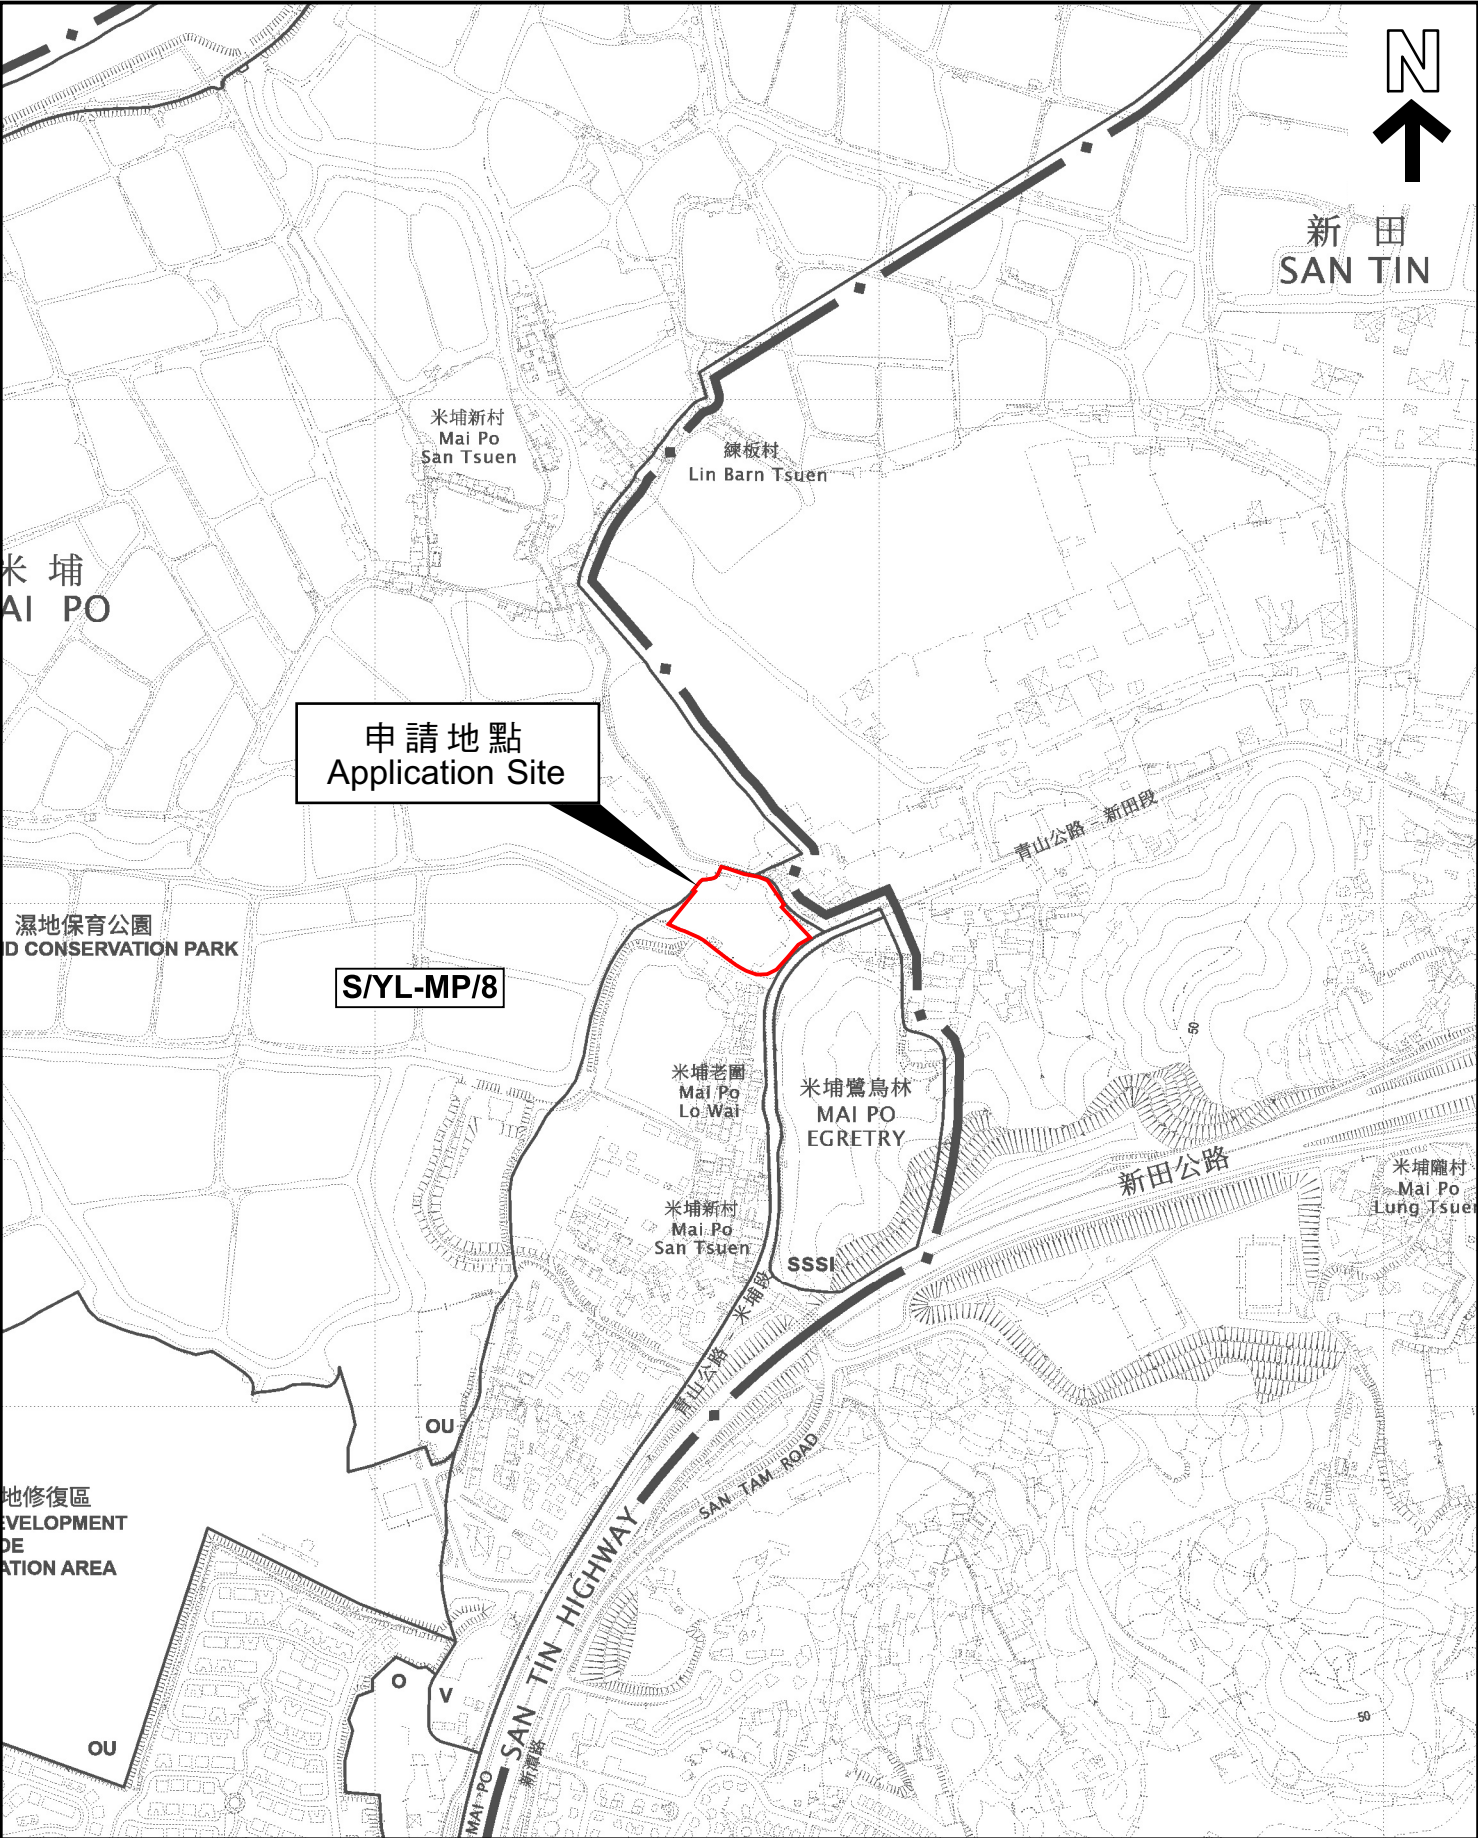 N
新 田
SAN TIN
米埔新村
Mai Po
San Tsuen
練板村
Lin Barn Tsuen
米 埔
AI PO
申請地點
Application Site
青山公路 - 新田段
濕地保育公園
ND CONSERVATION PARK
S/YL-MP/8
50
米埔老圍
Mai Po
Lo Wai
米埔鷺鳥林
MAI PO
EGRETRY
新田公路
米埔隴村
Mai Po
Lung Tsuen
米埔新村
Mai Po
San Tsuen
SSSI
青山公路 - 米埔段
OU
SAN TAM ROAD
地修復區
EVELOPMENT
DE
ATION AREA
SAN TIN HIGHWAY
O
V
50
OU
新潭路
MAI PO